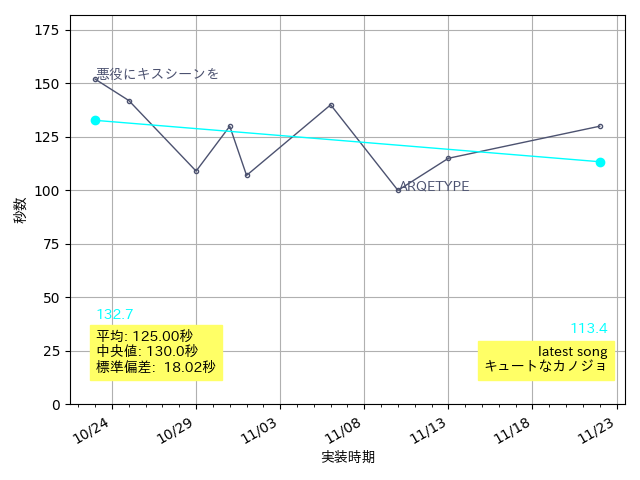 175
150
125
100
75
50
25
0
秒数
悪役にキスシーンを
ARQETYPE
132.7
113.4
平均: 125.00秒
中央値: 130.0秒
標準偏差: 18.02秒
latest song
キュートなカノジョ
10/24
10/29
11/03
11/08
11/13
11/18
11/23
実装時期